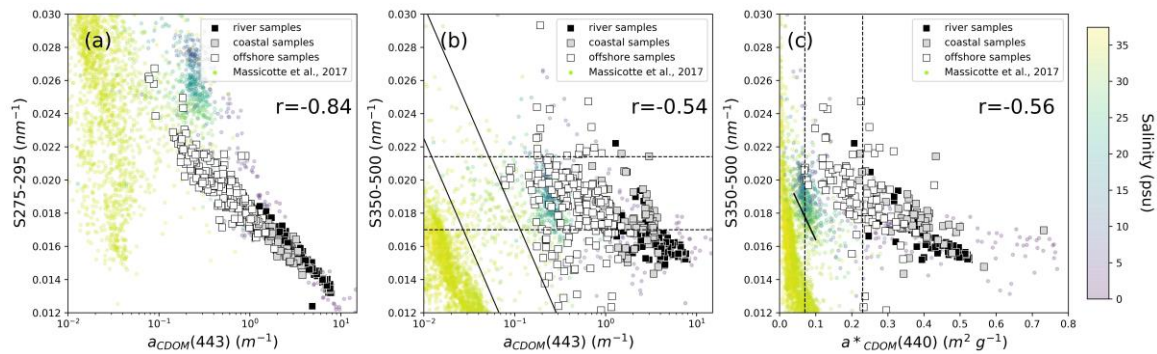 (a)
river samples
coastal samples
offshore samples
Massicotte et al., 2017
r=-0.84
0.030
0.028
0.026
0.024
0.022
0.020
0.018
0.016
0.014
0.012
S275-295 (nm⁻¹)
10⁻² 10⁻¹ 10⁰ 10¹
a_CDOM(443) (m⁻¹)
(b)
river samples
coastal samples
offshore samples
Massicotte et al., 2017
r=-0.54
0.030
0.028
0.026
0.024
0.022
0.020
0.018
0.016
0.014
0.012
S350-500 (nm⁻¹)
10⁻² 10⁻¹ 10⁰ 10¹
a_CDOM(443) (m⁻¹)
(c)
river samples
coastal samples
offshore samples
Massicotte et al., 2017
r=-0.56
0.030
0.028
0.026
0.024
0.022
0.020
0.018
0.016
0.014
0.012
S350-500 (nm⁻¹)
0.0 0.1 0.2 0.3 0.4 0.5 0.6 0.7 0.8
a*_CDOM(440) (m² g⁻¹)
35
30
25
20
15
10
5
0
Salinity (psu)